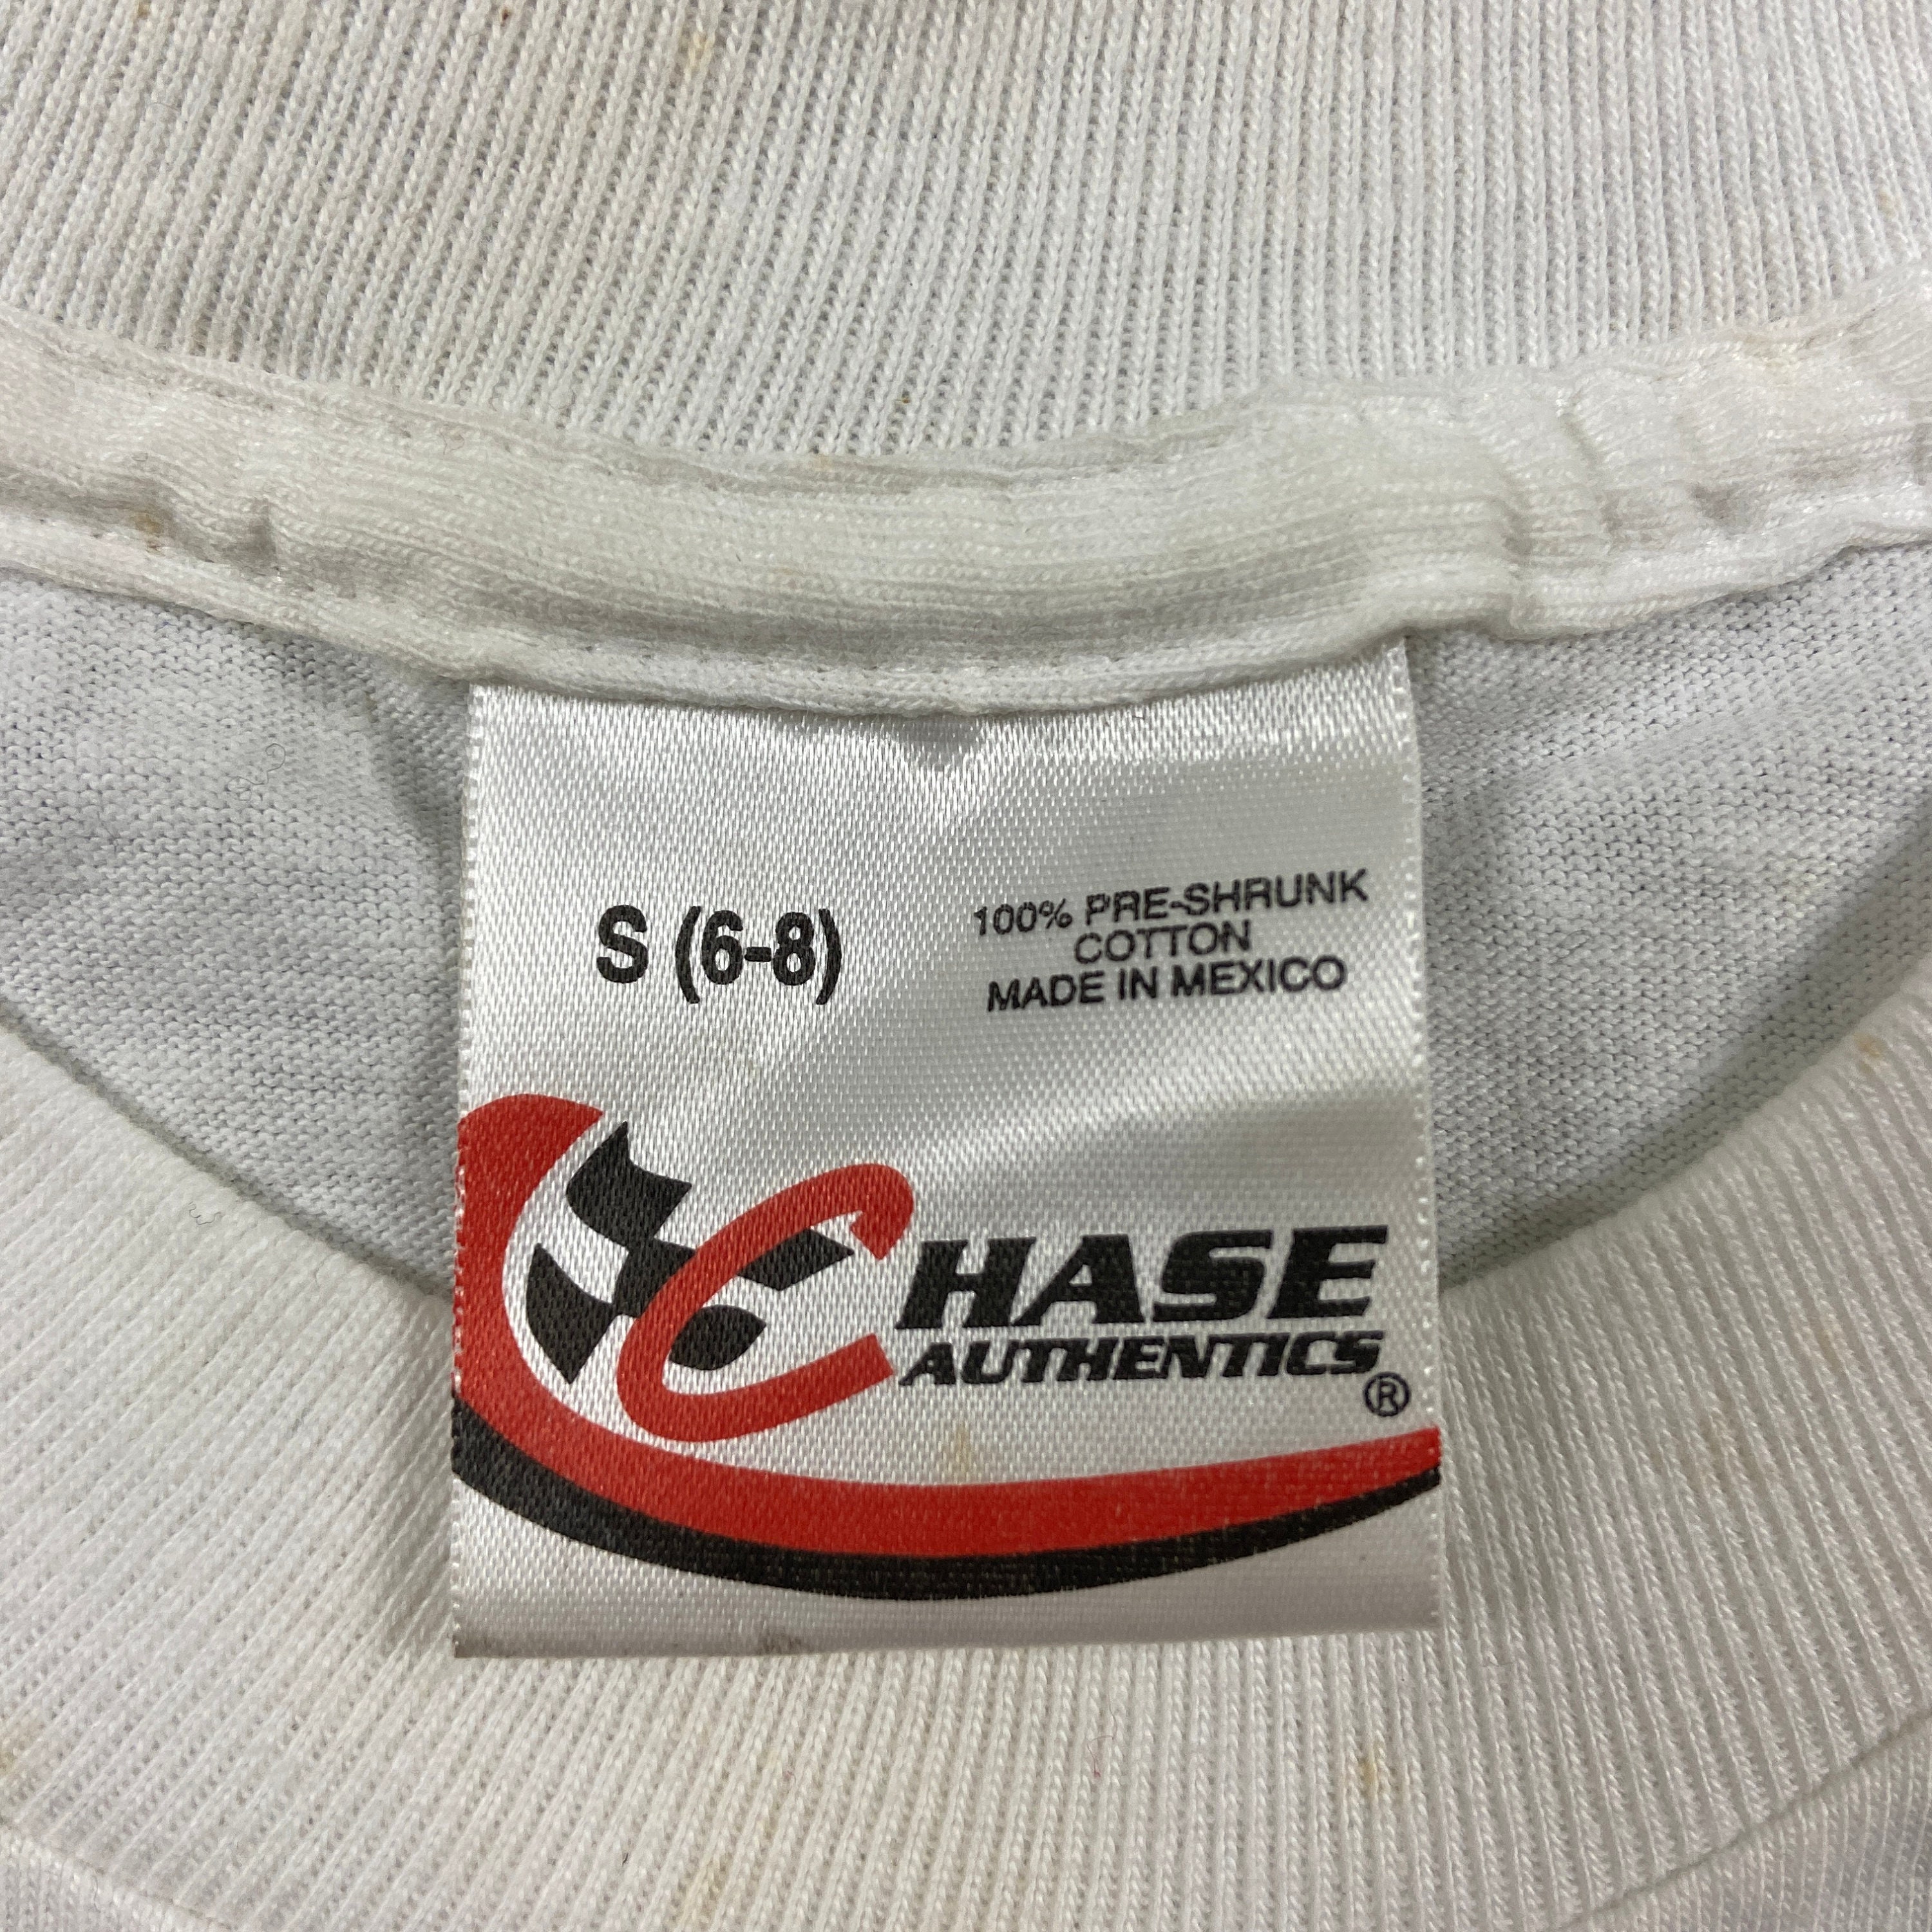 S (6-8)
100% PRE-SHRUNK
COTTON
MADE IN MEXICO
CHASE
AUTHENTICS
®